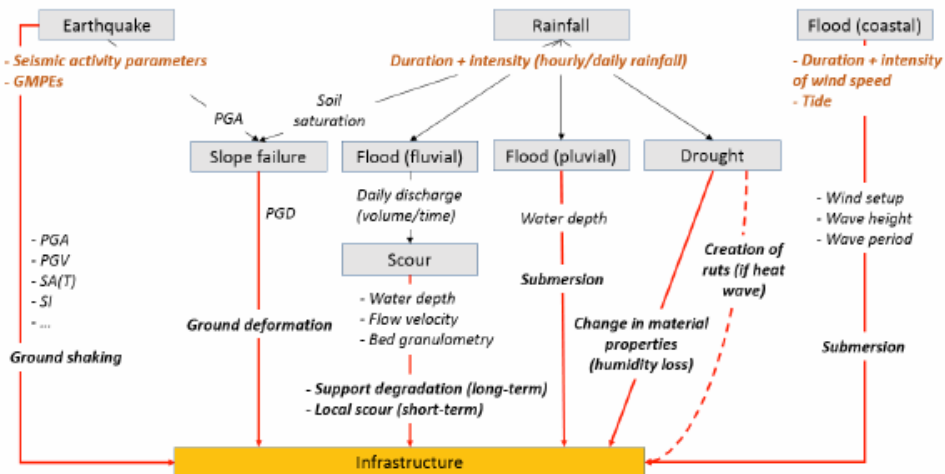 Earthquake
Rainfall
Flood (coastal)
- Seismic activity parameters
- GMPEs
Duration + intensity (hourly/daily rainfall)
- Duration + intensity
of wind speed
- Tide
PGA
Soil
saturation
Slope failure
Flood (fluvial)
Flood (pluvial)
Drought
PGD
Daily discharge
(volume/time)
Water depth
- Wind setup
- Wave height
- Wave period
- PGA
- PGV
- SA(T)
- SI
- ...
Scour
Submersion
Creation of
ruts (if heat
wave)
- Water depth
- Flow velocity
- Bed granulometry
Ground deformation
Change in material
properties
(humidity loss)
Ground shaking
Submersion
- Support degradation (long-term)
- Local scour (short-term)
Infrastructure